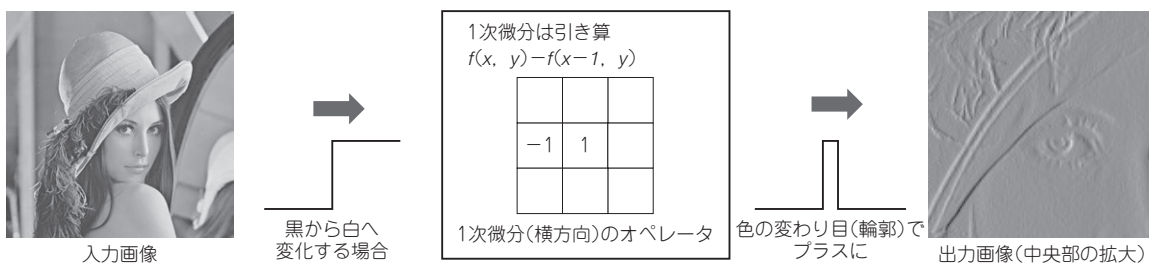 入力画像
黒から白へ
変化する場合
1次微分は引き算
f(x, y)−f(x−1, y)
−1 1
1次微分(横方向)のオペレータ
色の変わり目(輪郭)で
プラスに
出力画像(中央部の拡大)